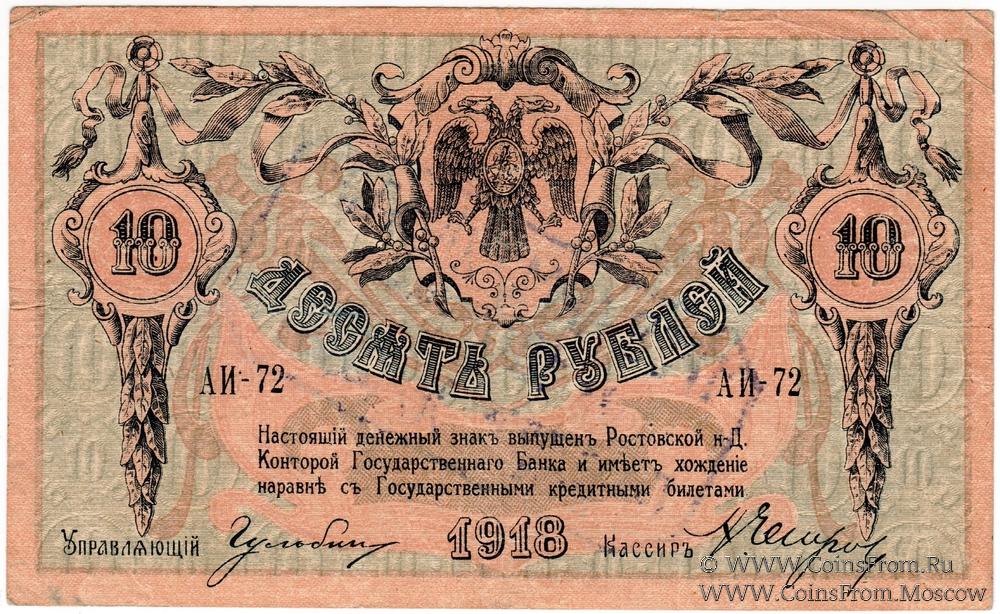 10
10
ДЕСЯТЬ РУБЛЕЙ
АИ-72
АИ-72
Настоящій денежный знакъ выпущенъ Ростовской н-Д.
Конторой Государственнаго Банка и имѣетъ хожденіе
наравнѣ съ Государственными кредитными билетами
Управляющій
1918
Кассиръ
© WWW.CoinsFrom.Ru
WWW.CoinsFrom.Moscow